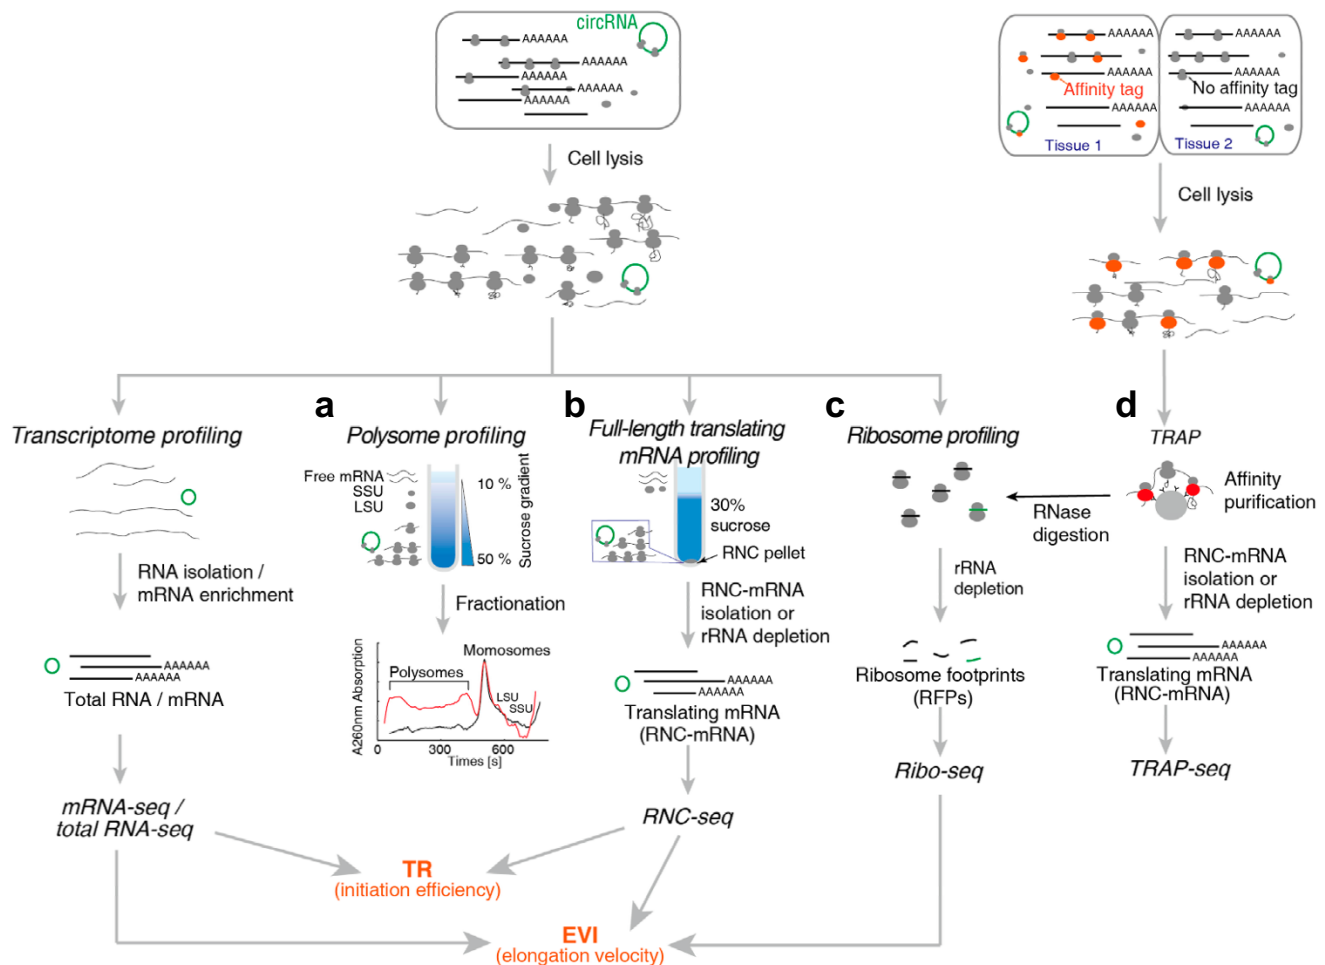 circRNA
AAAAAA
AAAAAA
AAAAAA
AAAAAA
AAAAAA
Cell lysis
AAAAAA
AAAAAA
AAAAAA
Affinity tag
AAAAAA
Tissue 1
AAAAAA
AAAAAA
AAAAAA
No affinity tag
AAAAAA
Tissue 2
Cell lysis
Transcriptome profiling
RNA isolation /
mRNA enrichment
AAAAAA
AAAAAA
Total RNA / mRNA
mRNA-seq /
total RNA-seq
a
Polysome profiling
Free mRNA
SSU
LSU
10 %
50 %
Sucrose gradient
Fractionation
A260nm Absorption
Polysomes
Momosomes
LSU
SSU
0
300
600
Times [s]
b
Full-length translating
mRNA profiling
30%
sucrose
RNC pellet
RNC-mRNA
isolation or
rRNA depletion
AAAAAA
AAAAAA
Translating mRNA
(RNC-mRNA)
RNC-seq
c
Ribosome profiling
RNase
digestion
rRNA
depletion
Ribosome footprints
(RFPs)
Ribo-seq
d
TRAP
Affinity
purification
RNC-mRNA
isolation or
rRNA depletion
AAAAAA
AAAAAA
Translating mRNA
(RNC-mRNA)
TRAP-seq
TR
(initiation efficiency)
EVI
(elongation velocity)